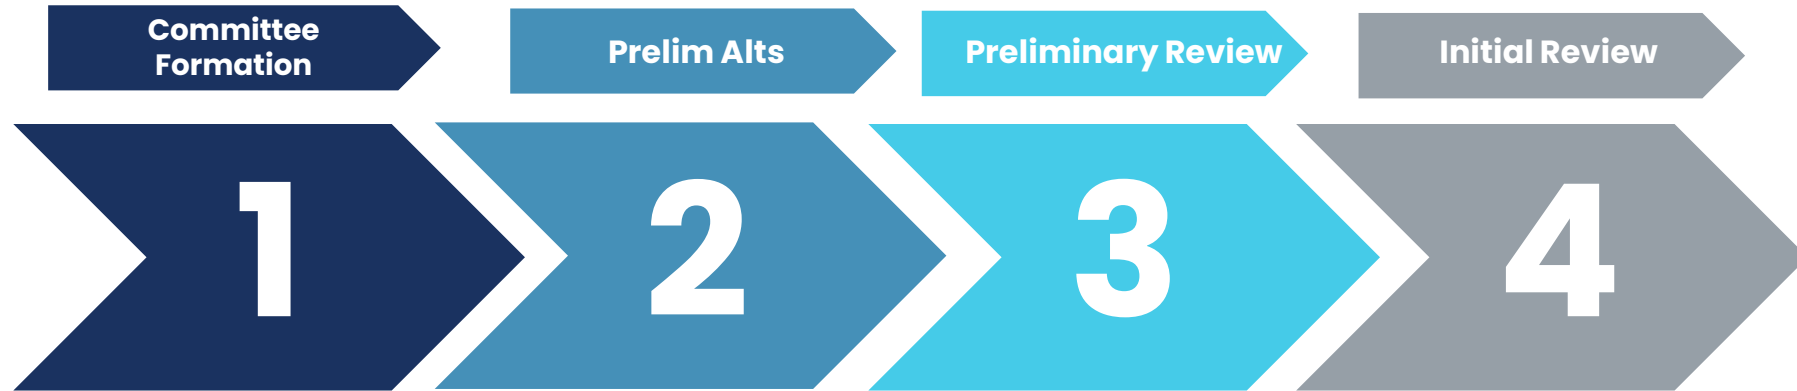 Committee
Formation
Prelim Alts
Preliminary Review
Initial Review
1
2
3
4